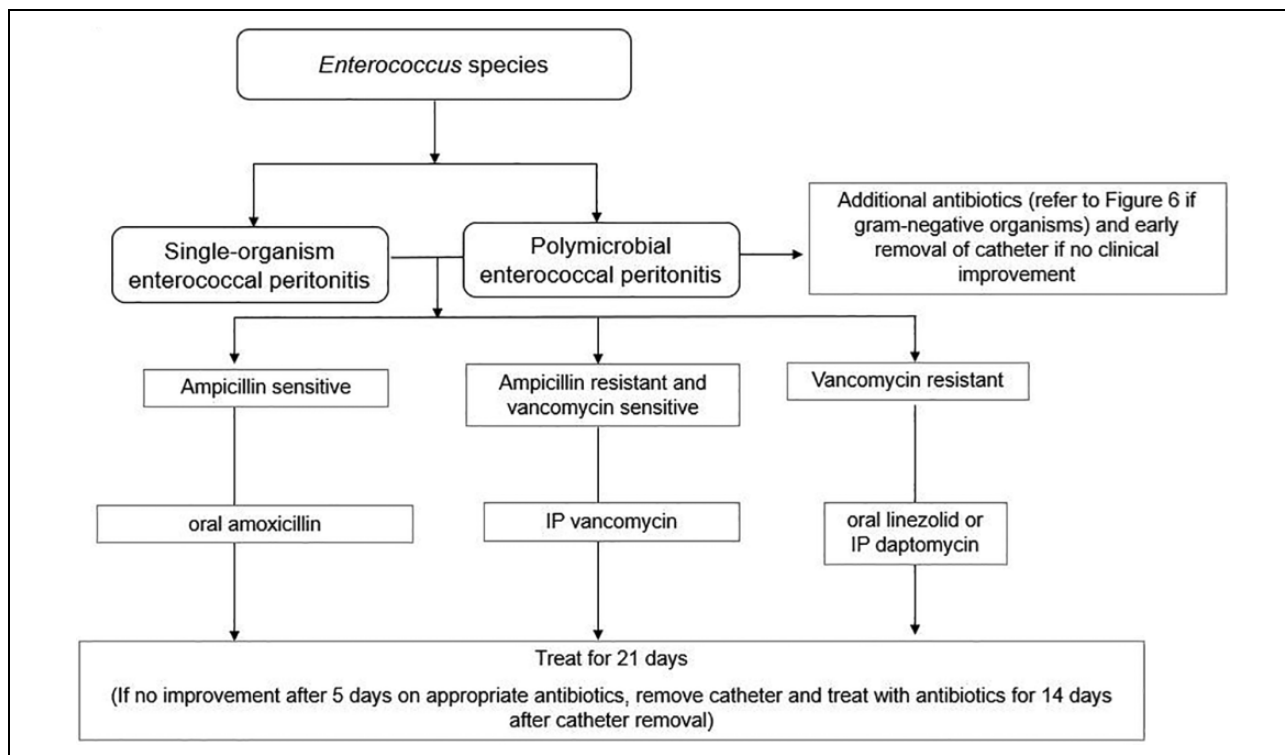 Enterococcus species
Single-organism
enterococcal peritonitis
Polymicrobial
enterococcal peritonitis
Additional antibiotics (refer to Figure 6 if
gram-negative organisms) and early
removal of catheter if no clinical
improvement
Ampicillin sensitive
Ampicillin resistant and
vancomycin sensitive
Vancomycin resistant
oral amoxicillin
IP vancomycin
oral linezolid or
IP daptomycin
Treat for 21 days
(If no improvement after 5 days on appropriate antibiotics, remove catheter and treat with antibiotics for 14 days
after catheter removal)